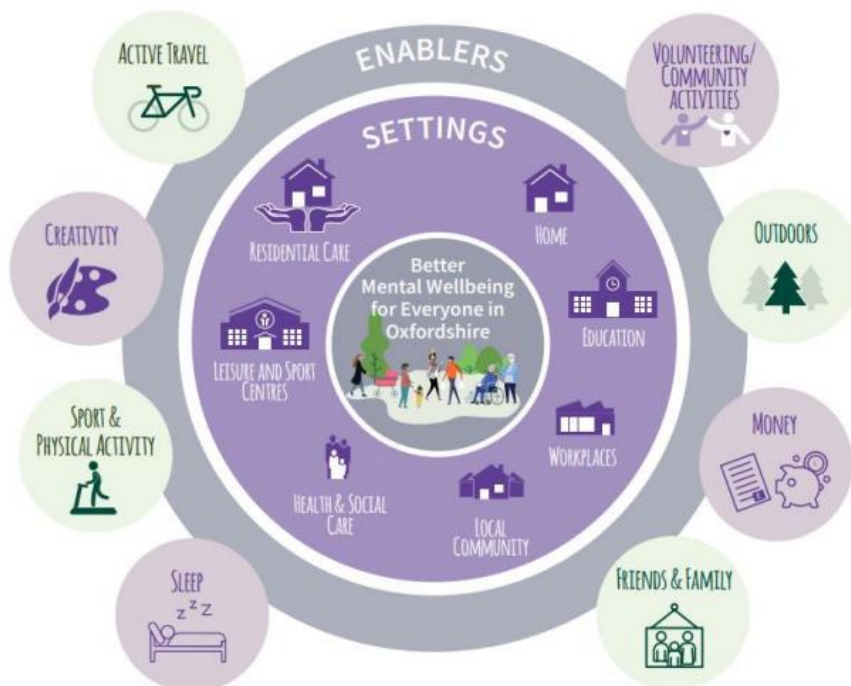 ENABLERS
SETTINGS
ACTIVE TRAVEL
VOLUNTEERING/
COMMUNITY
ACTIVITIES
CREATIVITY
OUTDOORS
SPORT &
PHYSICAL ACTIVITY
MONEY
SLEEP
Z Z Z
FRIENDS & FAMILY
RESIDENTIAL CARE
HOME
LEISURE AND SPORT
CENTRES
EDUCATION
HEALTH & SOCIAL
CARE
WORKPLACES
LOCAL
COMMUNITY
Better
Mental Wellbeing
for Everyone in
Oxfordshire